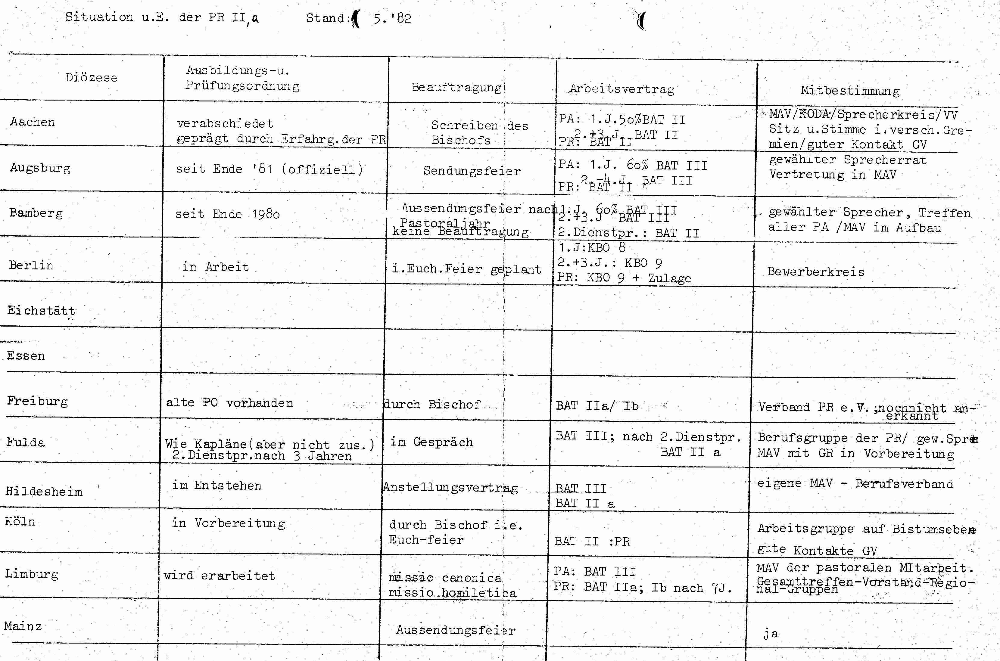 Situation u.E. der PR II,a Stand: 5.'82
Diözese
Ausbildungs-u.
Prüfungsordnung
Beauftragung
Arbeitsvertrag
Mitbestimmung
Aachen
verabschiedet
geprägt durch Erfahrg.der PR
Schreiben des
Bischofs
PA: 1.J.5o%BAT II
2.+3.J. BAT II
PR: BAT II
MAV/KODA/Sprecherkreis/VV
Sitz u.Stimme i.versch.Gre-
mien/guter Kontakt GV
Augsburg
seit Ende '81 (offiziell)
Sendungsfeier
PA: 1.J. 6o% BAT III
2.-4.J. BAT III
PR: BAT II
gewählter Sprecherrat
Vertretung in MAV
Bamberg
seit Ende 198o
Aussendungsfeier nach
Pastoraljahr
keine Beauftragung
1.J. 6o% BAT III
2.+3.J BAT III
2.Dienstpr.: BAT II
gewählter Sprecher, Treffen
aller PA /MAV im Aufbau
Berlin
in Arbeit
i.Euch.Feier geplant
1.J:KBO 8
2.+3.J.: KBO 9
PR: KBO 9 + Zulage
Bewerberkreis
Eichstätt
Essen
Freiburg
alte PO vorhanden
durch Bischof
BAT IIa/ Ib
Verband PR e.V.;nochnicht an-
erkannt
Fulda
Wie Kapläne(aber nicht zus.)
2.Dienstpr.nach 3 Jahren
im Gespräch
BAT III; nach 2.Dienstpr.
BAT II a
Berufsgruppe der PR/ gew.
MAV mit GR in Vorbereitung
Hildesheim
im Entstehen
Anstellungsvertrag
BAT III
BAT II a
eigene MAV - Berufsverband
Köln
in Vorbereitung
durch Bischof i.e.
Euch-feier
BAT II :PR
Arbeitsgruppe auf Bistumsebene
gute Kontakte GV
Limburg
wird erarbeitet
missio canonica
missio homiletica
PA: BAT III
PR: BAT IIa; Ib nach 7J.
MAV der pastoralen MItarbeit.
Gesamttreffen-Vorstand-Regio-
nal-Gruppen
Mainz
Aussendungsfeier
ja